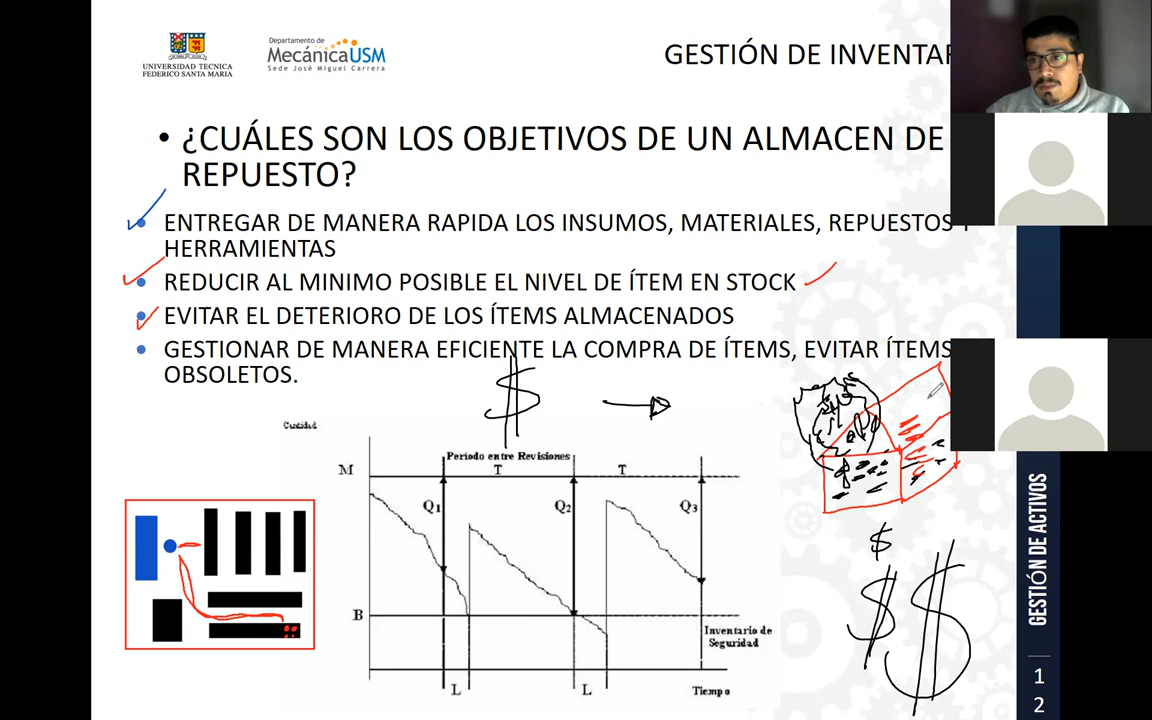 UNIVERSIDAD TECNICA
FEDERICO SANTA MARIA
Departamento de
MecánicaUSM
Sede José Miguel Carrera
GESTIÓN DE INVENTAR
• ¿CUÁLES SON LOS OBJETIVOS DE UN ALMACEN DE
REPUESTO?
• ENTREGAR DE MANERA RAPIDA LOS INSUMOS, MATERIALES, REPUESTOS Y
HERRAMIENTAS
• REDUCIR AL MINIMO POSIBLE EL NIVEL DE ÍTEM EN STOCK
• EVITAR EL DETERIORO DE LOS ÍTEMS ALMACENADOS
• GESTIONAR DE MANERA EFICIENTE LA COMPRA DE ÍTEMS, EVITAR ÍTEMS
OBSOLETOS.
$
Cantidad
Período entre Revisiones
M
T
T
Q1
Q2
Q3
B
Inventario de
Seguridad
L
L
Tiempo
$
$
$
GESTIÓN DE ACTIVOS
1
2